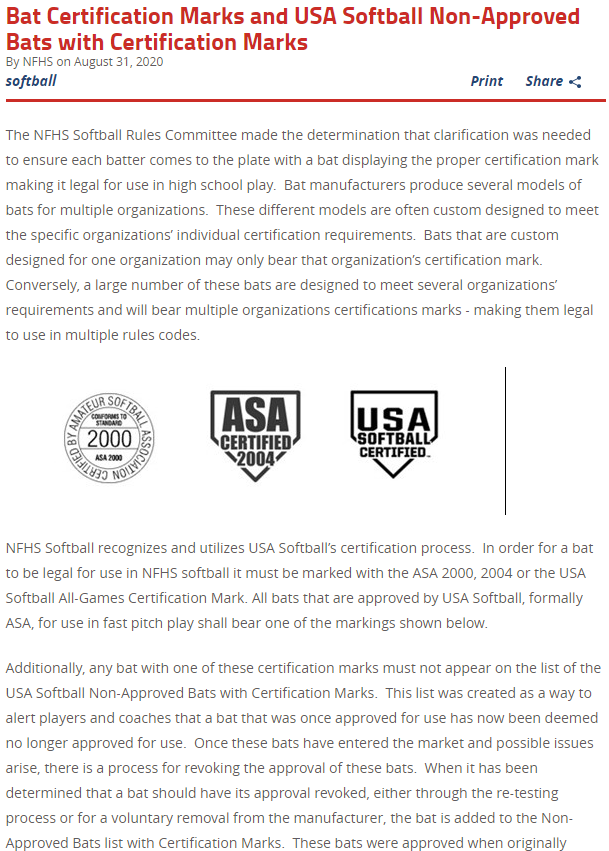 Bat Certification Marks and USA Softball Non-Approved
Bats with Certification Marks
By NFHS on August 31, 2020
softball
Print Share
The NFHS Softball Rules Committee made the determination that clarification was needed
to ensure each batter comes to the plate with a bat displaying the proper certification mark
making it legal for use in high school play. Bat manufacturers produce several models of
bats for multiple organizations. These different models are often custom designed to meet
the specific organizations’ individual certification requirements. Bats that are custom
designed for one organization may only bear that organization’s certification mark.
Conversely, a large number of these bats are designed to meet several organizations’
requirements and will bear multiple organizations certifications marks - making them legal
to use in multiple rules codes.
CERTIFIED BY AMATEUR SOFTBALL ASSOCIATION
CONFORMS TO
STANDARD
2000
ASA 2000
ASA
CERTIFIED
2004
USA
SOFTBALL
CERTIFIED™
NFHS Softball recognizes and utilizes USA Softball’s certification process. In order for a bat
to be legal for use in NFHS softball it must be marked with the ASA 2000, 2004 or the USA
Softball All-Games Certification Mark. All bats that are approved by USA Softball, formally
ASA, for use in fast pitch play shall bear one of the markings shown below.
Additionally, any bat with one of these certification marks must not appear on the list of the
USA Softball Non-Approved Bats with Certification Marks. This list was created as a way to
alert players and coaches that a bat that was once approved for use has now been deemed
no longer approved for use. Once these bats have entered the market and possible issues
arise, there is a process for revoking the approval of these bats. When it has been
determined that a bat should have its approval revoked, either through the re-testing
process or for a voluntary removal from the manufacturer, the bat is added to the Non-
Approved Bats list with Certification Marks. These bats were approved when originally